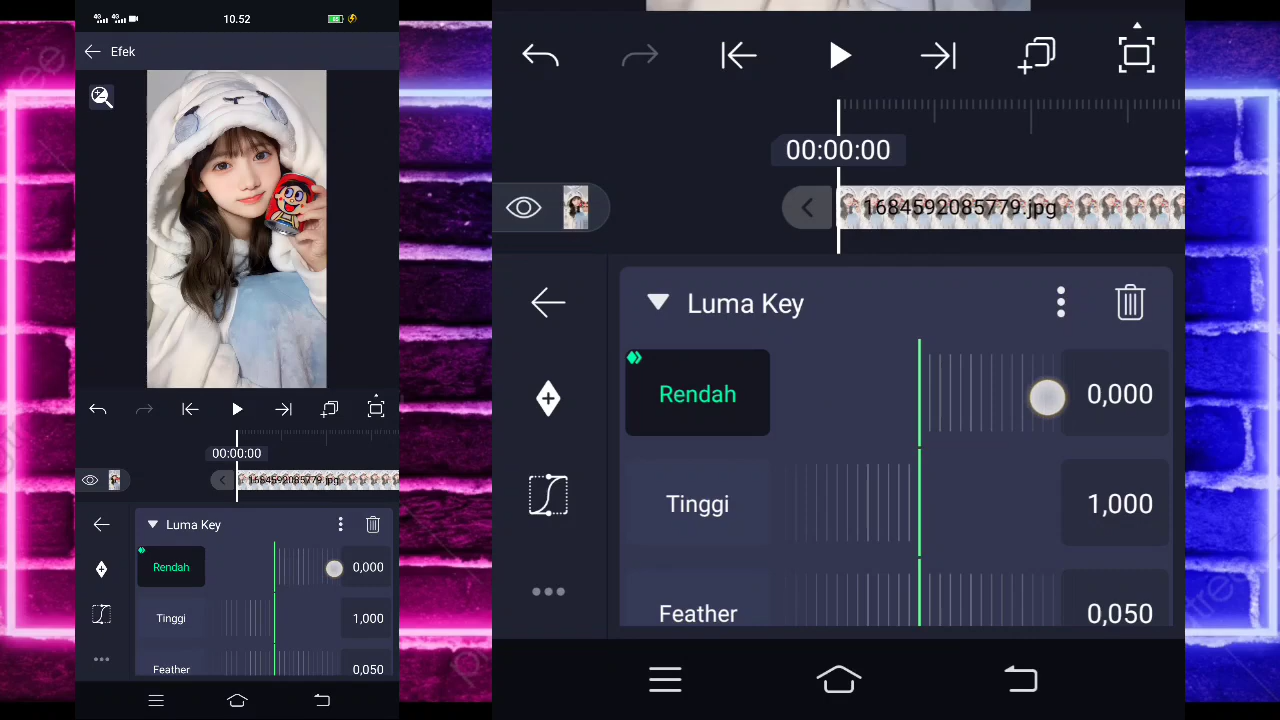 10.52
Efek
00:00:00
1684592085779.jpg
Luma Key
Rendah
0,000
Tinggi
1,000
Feather
0,050
00:00:00
1684592085779.jpg
Luma Key
Rendah
0,000
Tinggi
1,000
Feather
0,050